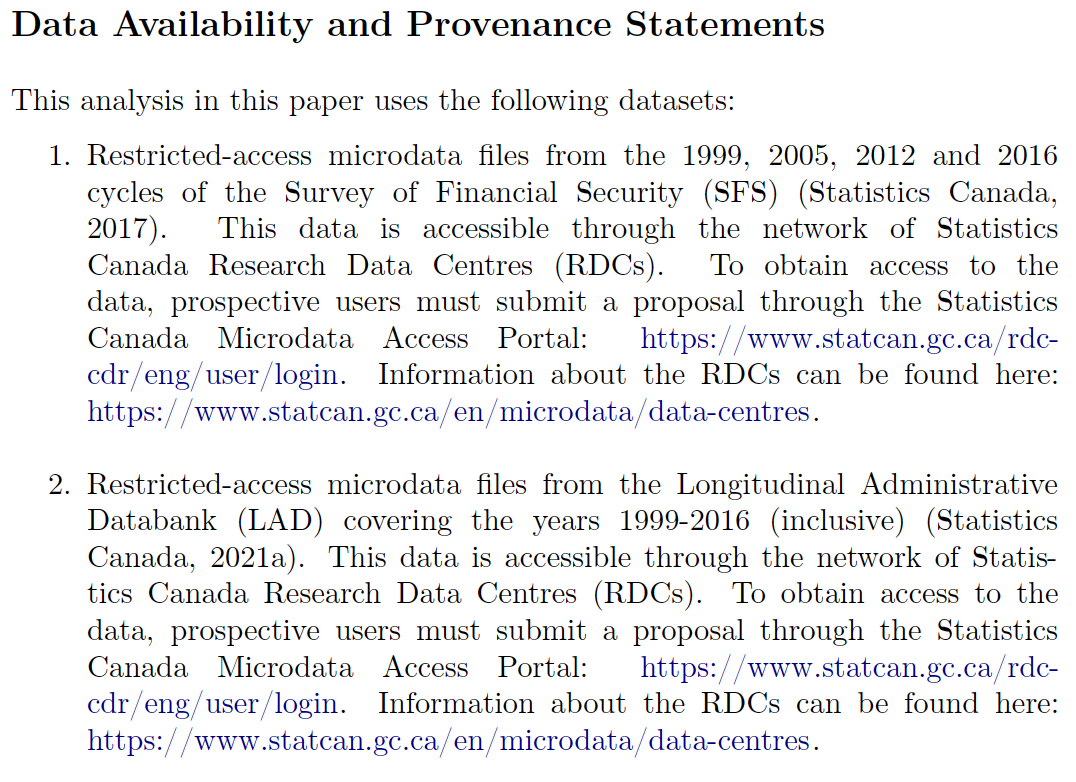 Data Availability and Provenance Statements
This analysis in this paper uses the following datasets:
1. Restricted-access microdata files from the 1999, 2005, 2012 and 2016
cycles of the Survey of Financial Security (SFS) (Statistics Canada,
2017). This data is accessible through the network of Statistics
Canada Research Data Centres (RDCs). To obtain access to the
data, prospective users must submit a proposal through the Statistics
Canada Microdata Access Portal: https://www.statcan.gc.ca/rdc-
cdr/eng/user/login. Information about the RDCs can be found here:
https://www.statcan.gc.ca/en/microdata/data-centres.
2. Restricted-access microdata files from the Longitudinal Administrative
Databank (LAD) covering the years 1999-2016 (inclusive) (Statistics
Canada, 2021a). This data is accessible through the network of Statis-
tics Canada Research Data Centres (RDCs). To obtain access to the
data, prospective users must submit a proposal through the Statistics
Canada Microdata Access Portal: https://www.statcan.gc.ca/rdc-
cdr/eng/user/login. Information about the RDCs can be found here:
https://www.statcan.gc.ca/en/microdata/data-centres.